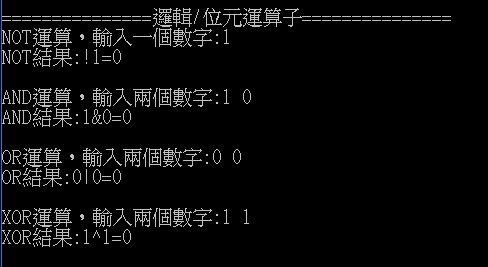 ===============邏輯/位元運算子===============
NOT運算，輸入一個數字:1
NOT結果:!1=0
AND運算，輸入兩個數字:1 0
AND結果:1&0=0
OR運算，輸入兩個數字:0 0
OR結果:0|0=0
XOR運算，輸入兩個數字:1 1
XOR結果:1^1=0